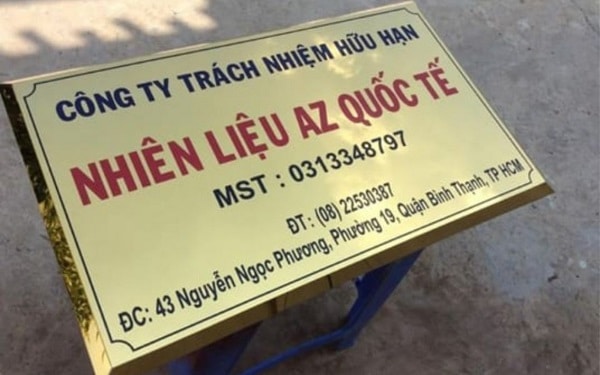 CÔNG TY TRÁCH NHIỆM HỮU HẠN
NHIÊN LIỆU AZ QUỐC TẾ
MST : 0313348797
ĐT : (08) 22530387
ĐC: 43 Nguyễn Ngọc Phương, Phường 19, Quận Bình Thạnh, TP HCM